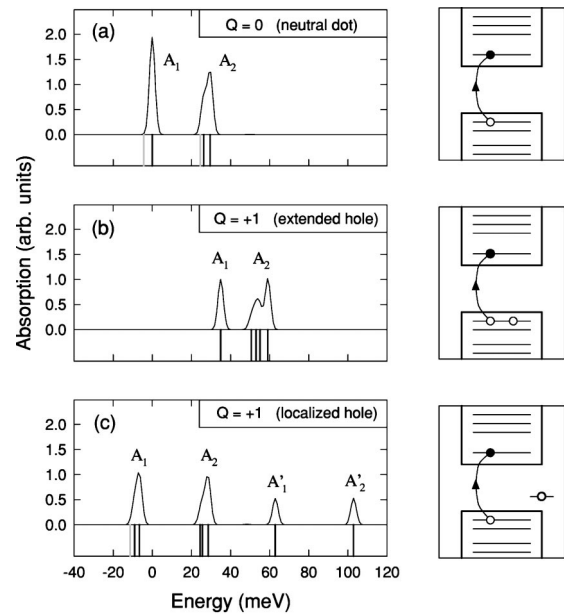 (a)
Q = 0 (neutral dot)
A₁
A₂
2.0
1.5
1.0
0.5
0.0
(b)
Q = +1 (extended hole)
A₁
A₂
2.0
1.5
1.0
0.5
0.0
(c)
Q = +1 (localized hole)
A₁
A₂
A'₁
A'₂
2.0
1.5
1.0
0.5
0.0
-40 -20 0 20 40 60 80 100 120
Energy (meV)
Absorption (arb. units)